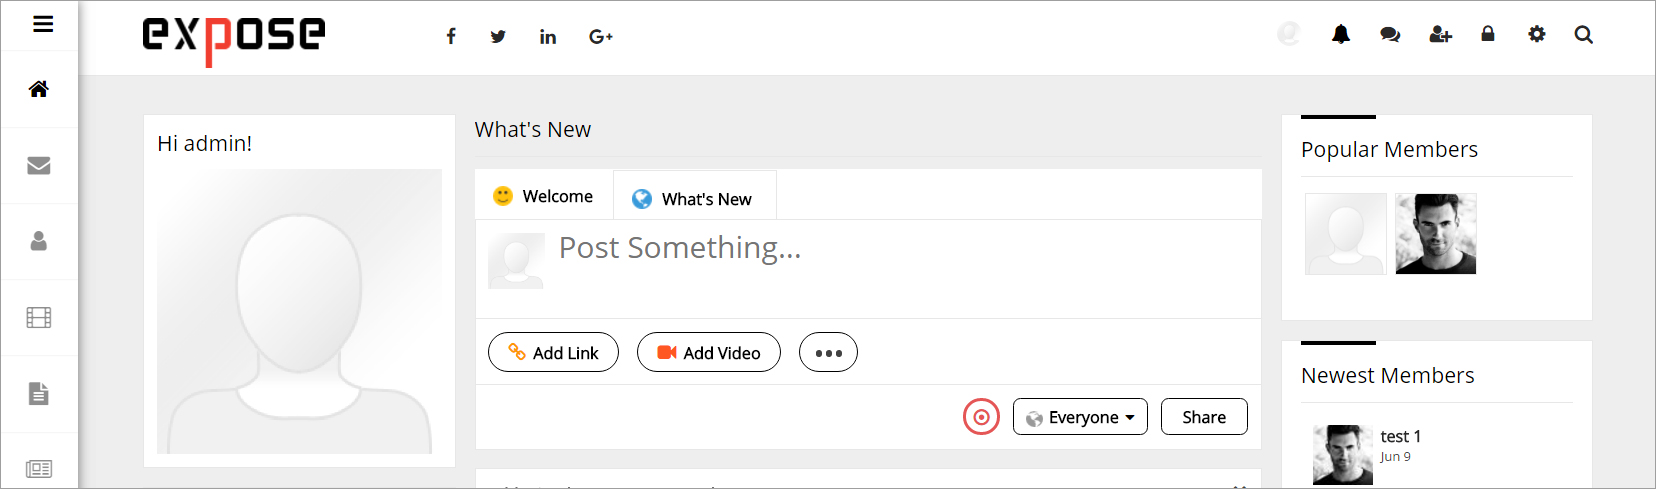 expose
G+
Hi admin!
What's New
Welcome
What's New
Post Something...
Add Link
Add Video
Everyone
Share
Popular Members
Newest Members
test 1
Jun 9